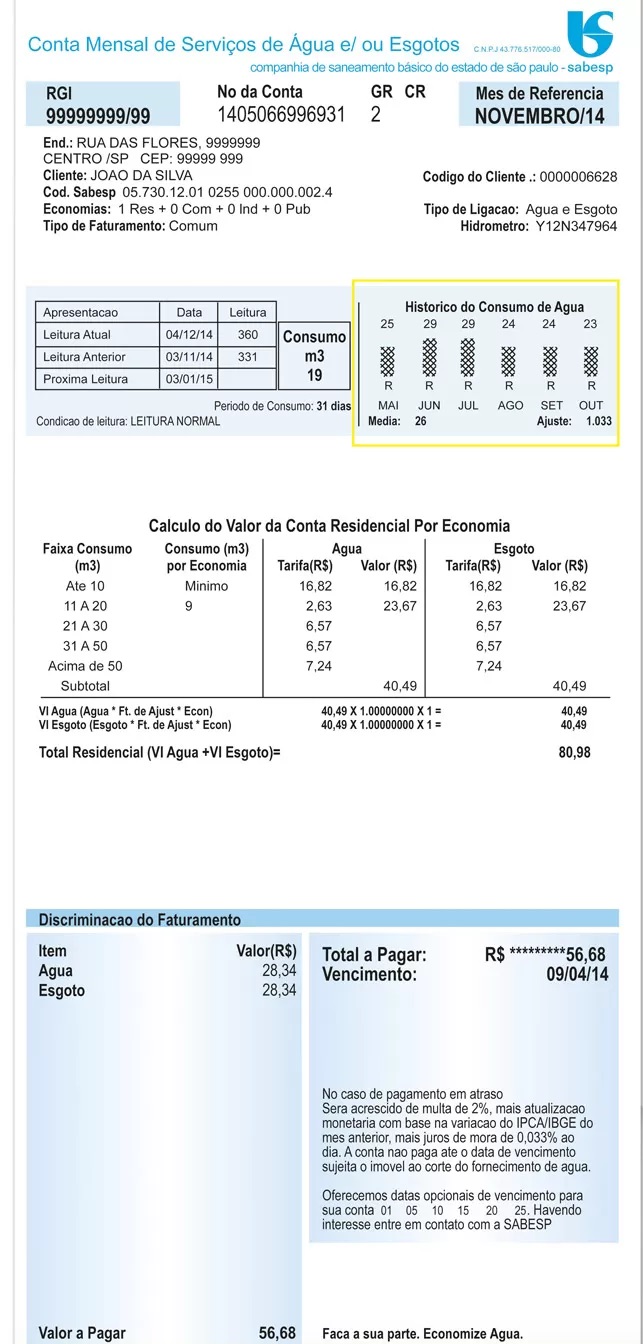 Conta Mensal de Serviços de Água e/ ou Esgotos C.N.P.J 43.776.517/000-80
companhia de saneamento básico do estado de são paulo - sabesp
RGI No da Conta GR CR Mes de Referencia
99999999/99 1405066996931 2 NOVEMBRO/14
End.: RUA DAS FLORES, 9999999
CENTRO /SP CEP: 99999 999
Cliente: JOAO DA SILVA Codigo do Cliente .: 0000006628
Cod. Sabesp 05.730.12.01 0255 000.000.002.4
Economias: 1 Res + 0 Com + 0 Ind + 0 Pub Tipo de Ligacao: Agua e Esgoto
Tipo de Faturamento: Comum Hidrometro: Y12N347964
Apresentacao Data Leitura
Leitura Atual 04/12/14 360
Leitura Anterior 03/11/14 331
Proxima Leitura 03/01/15
Consumo
m3
19
Periodo de Consumo: 31 dias
Condicao de leitura: LEITURA NORMAL
Historico do Consumo de Agua
25 29 29 24 24 23
R R R R R R
MAI JUN JUL AGO SET OUT
Media: 26 Ajuste: 1.033
Calculo do Valor da Conta Residencial Por Economia
Faixa Consumo Consumo (m3) Agua Esgoto
(m3) por Economia Tarifa(R$) Valor (R$) Tarifa(R$) Valor (R$)
Ate 10 Minimo 16,82 16,82 16,82 16,82
11 A 20 9 2,63 23,67 2,63 23,67
21 A 30 6,57 6,57
31 A 50 6,57 6,57
Acima de 50 7,24 7,24
Subtotal 40,49 40,49
Vl Agua (Agua * Ft. de Ajust * Econ) 40,49 X 1.00000000 X 1 = 40,49
Vl Esgoto (Esgoto * Ft. de Ajust * Econ) 40,49 X 1.00000000 X 1 = 40,49
Total Residencial (Vl Agua +Vl Esgoto)= 80,98
Discriminacao do Faturamento
Item Valor(R$)
Agua 28,34
Esgoto 28,34
Total a Pagar: R$ *********56,68
Vencimento: 09/04/14
No caso de pagamento em atraso
Sera acrescido de multa de 2%, mais atualizacao
monetaria com base na variacao do IPCA/IBGE do
mes anterior, mais juros de mora de 0,033% ao
dia. A conta nao paga ate o data de vencimento
sujeita o imovel ao corte do fornecimento de agua.
Oferecemos datas opcionais de vencimento para
sua conta 01 05 10 15 20 25. Havendo
interesse entre em contato com a SABESP
Valor a Pagar 56,68
Faca a sua parte. Economize Agua.